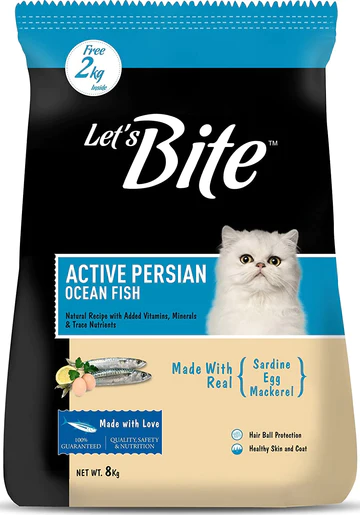 Free
2kg
Inside
Let's
Bite™
ACTIVE PERSIAN
OCEAN FISH
Natural Recipe with Added Vitamins, Minerals
& Trace Nutrients
Made With
Real
Sardine
Egg
Mackerel
Made with Love
100%
GUARANTEED
QUALITY, SAFETY
& NUTRITION
Hair Ball Protection
Healthy Skin and Coat
NET WT. 8Kg